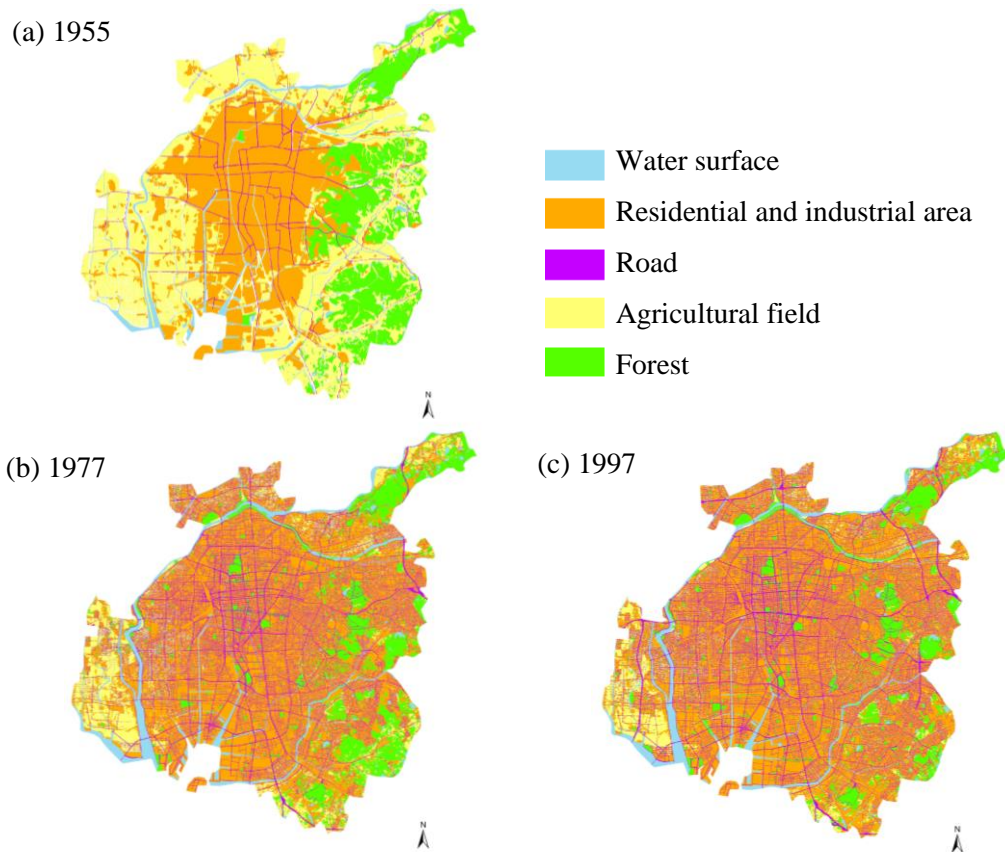 (a) 1955
Water surface
Residential and industrial area
Road
Agricultural field
Forest
N
(b) 1977
(c) 1997
N
N